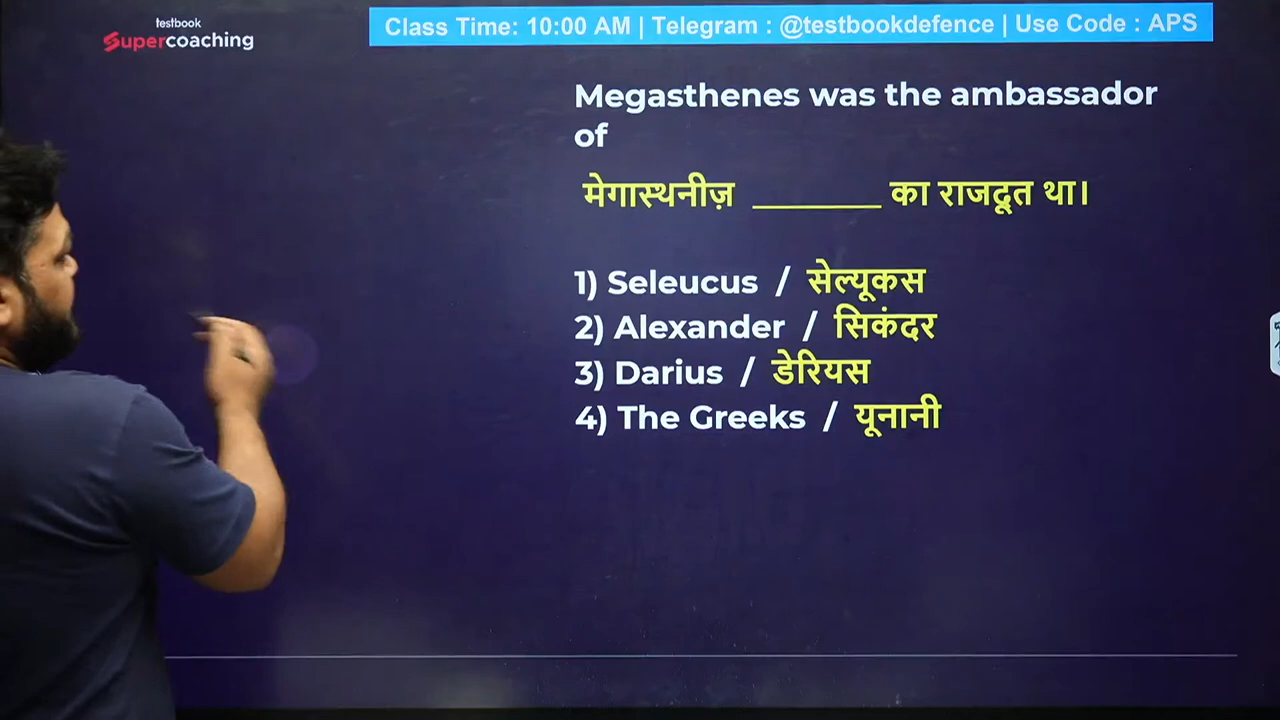 testbook
Supercoaching
Class Time: 10:00 AM | Telegram : @testbookdefence | Use Code : APS
Megasthenes was the ambassador
of
मेगास्थनीज़ _______ का राजदूत था।
1) Seleucus / सेल्यूकस
2) Alexander / सिकंदर
3) Darius / डेरियस
4) The Greeks / यूनानी